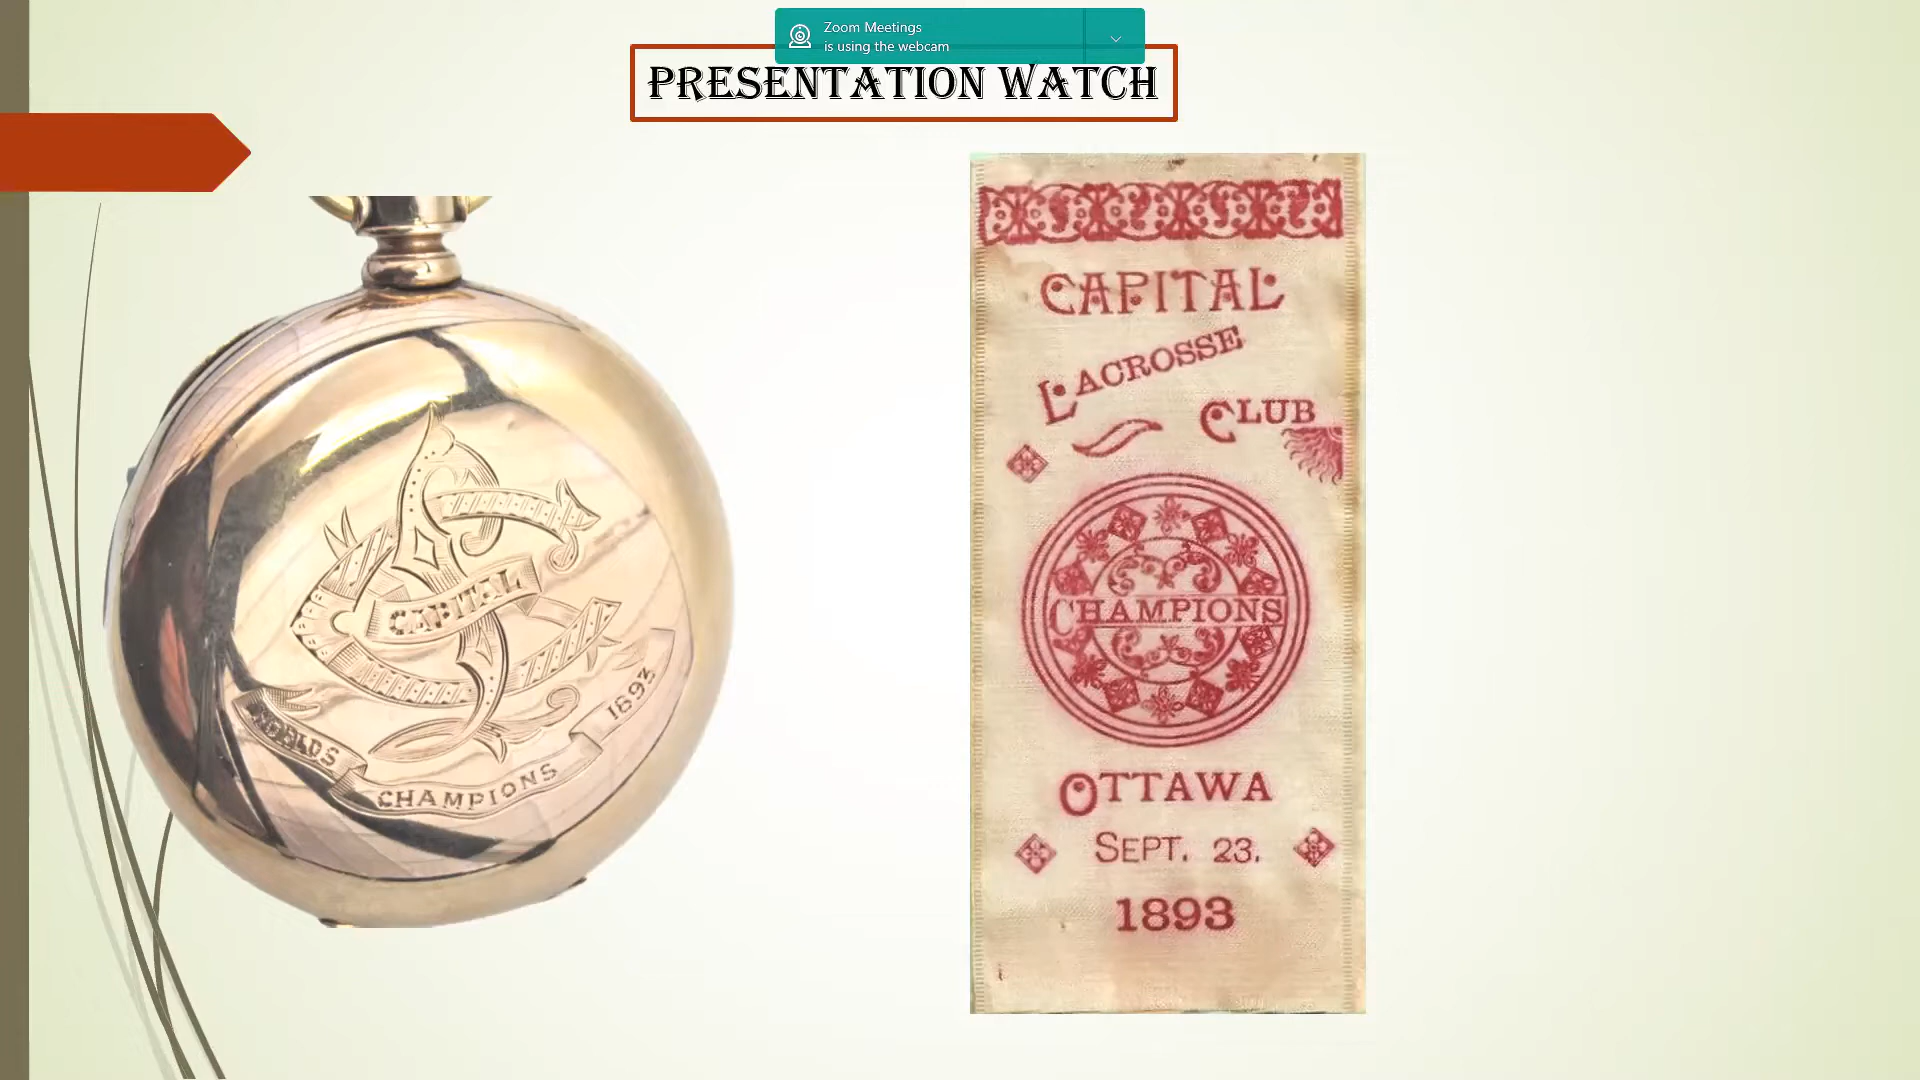 Zoom Meetings
is using the webcam
PRESENTATION WATCH
CAPITAL
WORLDS
CHAMPIONS
1893
CAPITAL
LACROSSE
CLUB
CHAMPIONS
OTTAWA
SEPT. 23.
1893